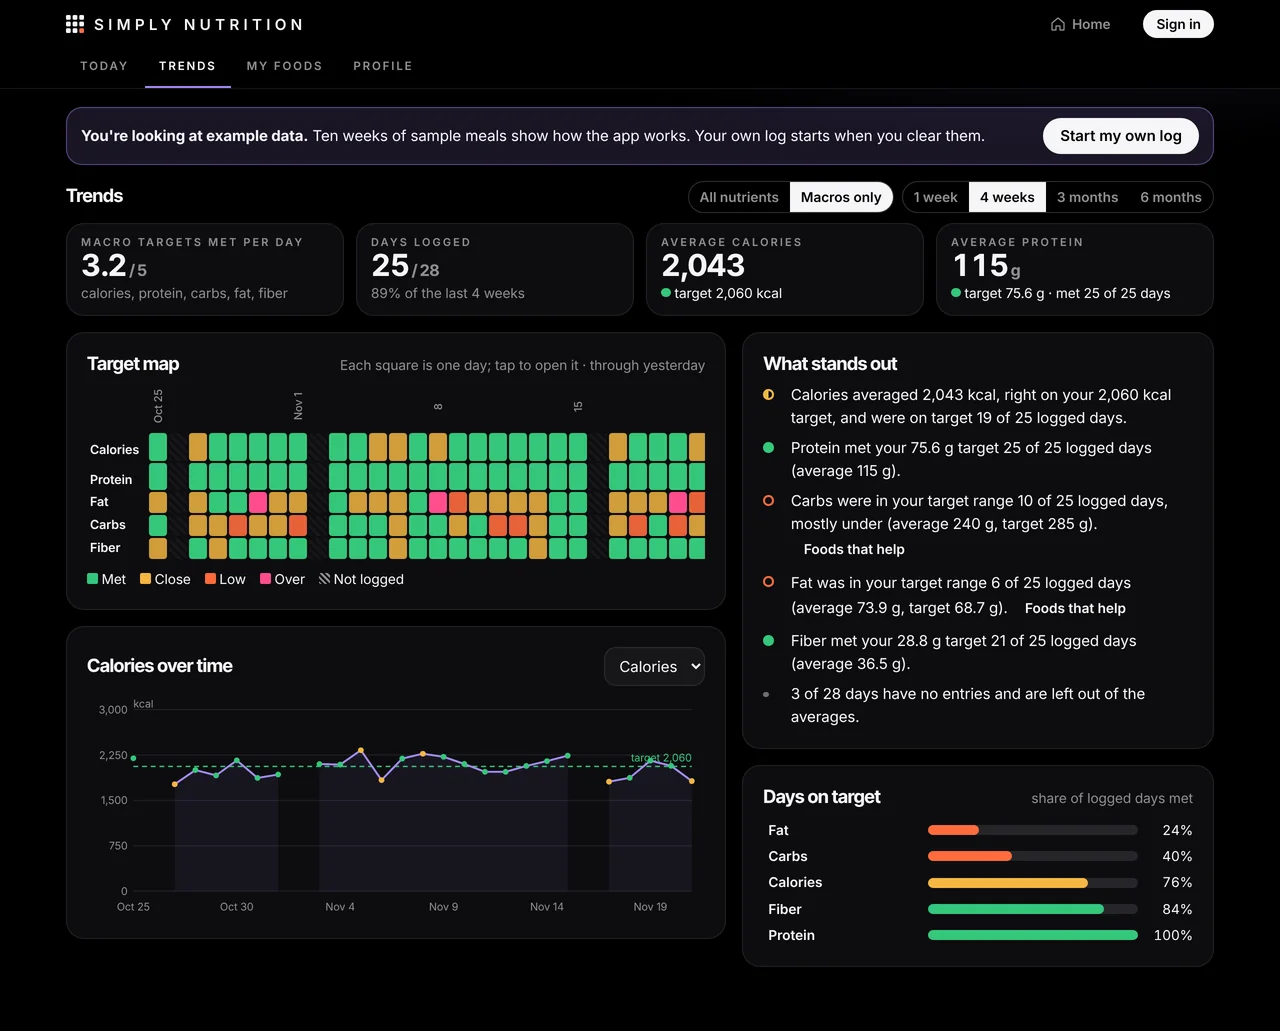 SIMPLY NUTRITION
Home
Sign in
TODAY
TRENDS
MY FOODS
PROFILE
You're looking at example data. Ten weeks of sample meals show how the app works. Your own log starts when you clear them.
Start my own log
Trends
All nutrients
Macros only
1 week
4 weeks
3 months
6 months
MACRO TARGETS MET PER DAY
3.2/5
calories, protein, carbs, fat, fiber
DAYS LOGGED
25/28
89% of the last 4 weeks
AVERAGE CALORIES
2,043
target 2,060 kcal
AVERAGE PROTEIN
115g
target 75.6 g · met 25 of 25 days
Target map
Each square is one day; tap to open it · through yesterday
Oct 25
Nov 1
8
15
Calories
Protein
Fat
Carbs
Fiber
Met
Close
Low
Over
Not logged
Calories over time
Calories
kcal
3,000
2,250
1,500
750
0
target 2,060
Oct 25
Oct 30
Nov 4
Nov 9
Nov 14
Nov 19
What stands out
Calories averaged 2,043 kcal, right on your 2,060 kcal
target, and were on target 19 of 25 logged days.
Protein met your 75.6 g target 25 of 25 logged days
(average 115 g).
Carbs were in your target range 10 of 25 logged days,
mostly under (average 240 g, target 285 g).
Foods that help
Fat was in your target range 6 of 25 logged days
(average 73.9 g, target 68.7 g). Foods that help
Fiber met your 28.8 g target 21 of 25 logged days
(average 36.5 g).
3 of 28 days have no entries and are left out of the
averages.
Days on target
share of logged days met
Fat 24%
Carbs 40%
Calories 76%
Fiber 84%
Protein 100%